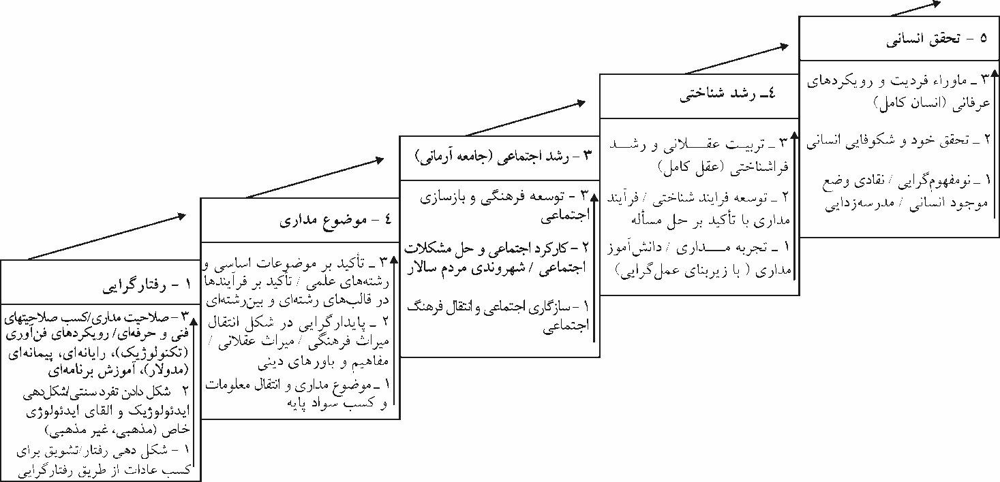 ۵ - تحقق انسانی
۳ ـ ماوراء فردیت و رویکردهای
عرفانی (انسان کامل)
۲ ـ تحقق خود و شکوفایی انسانی
۱ ـ نومفهوم‌گرایی / نقادی وضع
موجود انسانی / مدرسه‌زدایی
٤ـ رشد شناختی
۳ ـ تربیت عقـــلانی و رشـــد
فراشناختی (عقل کامل)
۲ ـ توسعه فرایند شناختی / فرآیند
مداری با تأکید بر حل مسأله
۱ ـ تجربه مـــداری / دانش‌آموز
مداری ( با زیربنای عمل‌گرایی)
۳ - رشد اجتماعی (جامعه آرمانی)
۳ - توسعه فرهنگی و بازسازی
اجتماعی
۲ - کارکرد اجتماعی و حل مشکلات
اجتماعی / شهروندی مردم سالار
۱ - سازگاری اجتماعی و انتقال فرهنگ
اجتماعی
٤ - موضوع مداری
۳ ـ تأکید بر موضوعات اساسی و
رشته‌های علمی / تأکید بر فرآیندها
در قالب‌های رشته‌ای و بین‌رشته‌ای
۲ ـ پایدارگرایی در شکل انتقال
میراث فرهنگی / میراث عقلانی /
مفاهیم و باورهای دینی
۱ ـ موضوع مداری و انتقال معلومات
و کسب سواد پایه
۱ - رفتارگرایی
۳ - صلاحیت مداری/کسب صلاحیتهای
فنی و حرفه‌ای/ رویکردهای فن‌آوری
(تکنولوژیک)، رایانه‌ای، پیمانه‌ای
(مدولار)، آموزش برنامه‌ای
۲ شکل دادن تفرد سنتی/شکل‌دهی
ایدئولوژیک و القای ایدئولوژی
خاص (مذهبی، غیر مذهبی)
۱ - شکل دهی رفتار/تشویق برای
کسب عادات از طریق رفتارگرایی